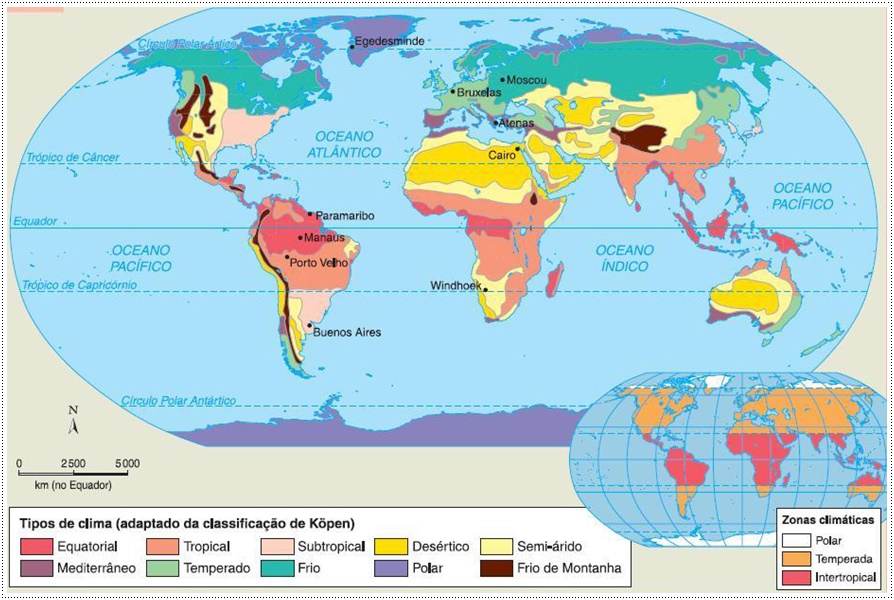 Círculo Polar Ártico
Egedesminde
Moscou
Bruxelas
Atenas
OCEANO
ATLÂNTICO
Trópico de Câncer
Cairo
OCEANO
PACÍFICO
Equador
Paramaribo
Manaus
OCEANO
PACÍFICO
Porto Velho
OCEANO
ÍNDICO
Trópico de Capricórnio
Windhoek
Buenos Aires
Círculo Polar Antártico
N
0 2500 5000
km (no Equador)
Tipos de clima (adaptado da classificação de Köpen)
Equatorial Tropical Subtropical Desértico Semi-árido
Mediterrâneo Temperado Frio Polar Frio de Montanha
Zonas climáticas
Polar
Temperada
Intertropical